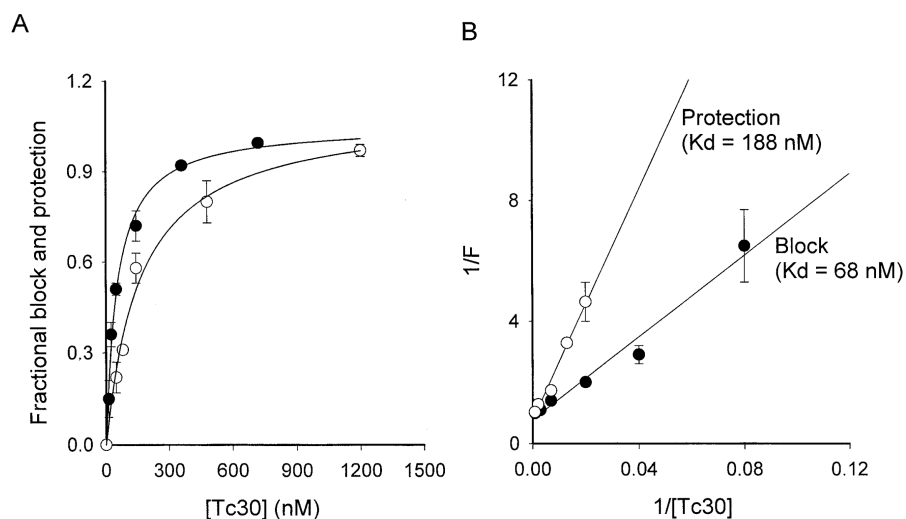 A
Fractional block and protection
1.2
0.9
0.6
0.3
0.0
0 300 600 900 1200 1500
[Tc30] (nM)
B
1/F
12
8
4
0
Protection
(Kd = 188 nM)
Block
(Kd = 68 nM)
0.00 0.04 0.08 0.12
1/[Tc30]